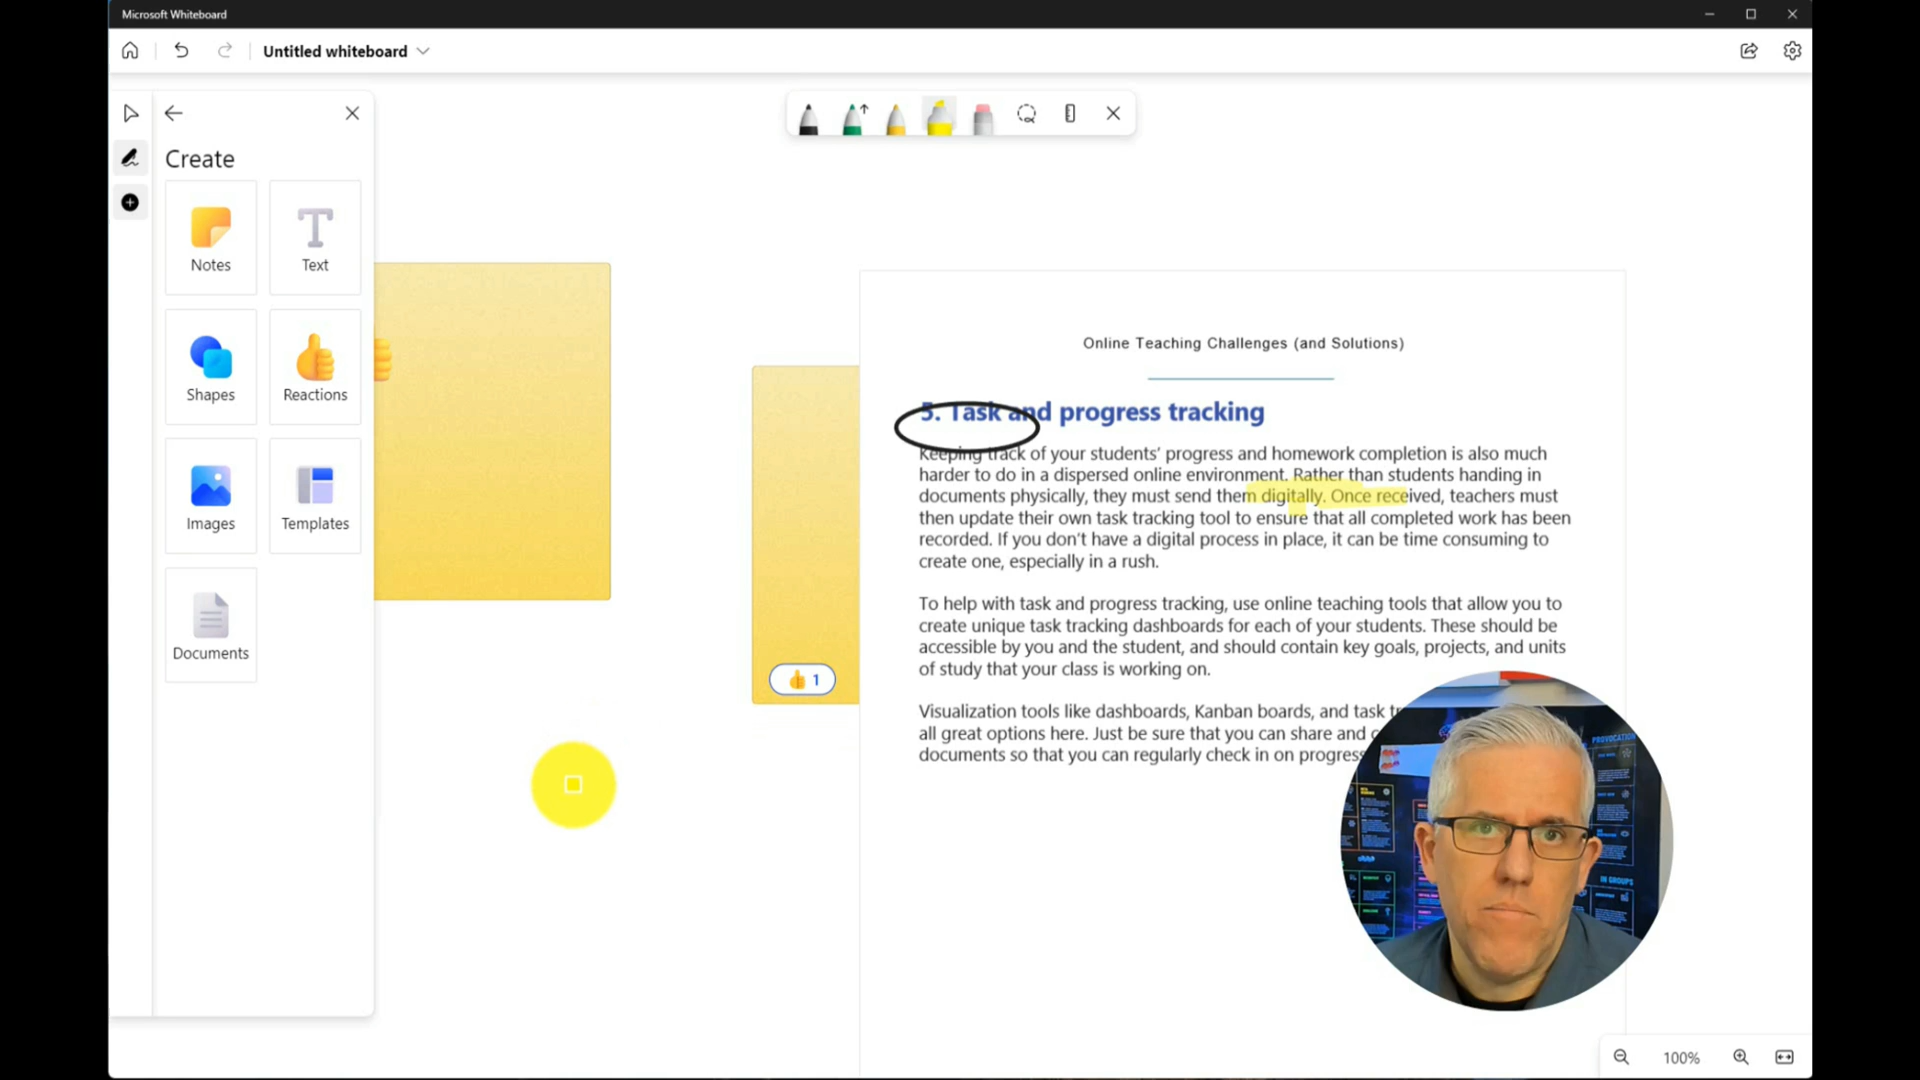 Microsoft Whiteboard
Untitled whiteboard
Create
Notes
Text
Shapes
Reactions
Images
Templates
Documents
1
Online Teaching Challenges (and Solutions)
5. Task and progress tracking
Keeping track of your students' progress and homework completion is also much
harder to do in a dispersed online environment. Rather than students handing in
documents physically, they must send them digitally. Once received, teachers must
then update their own task tracking tool to ensure that all completed work has been
recorded. If you don't have a digital process in place, it can be time consuming to
create one, especially in a rush.
To help with task and progress tracking, use online teaching tools that allow you to
create unique task tracking dashboards for each of your students. These should be
accessible by you and the student, and should contain key goals, projects, and units
of study that your class is working on.
Visualization tools like dashboards, Kanban boards, and task
all great options here. Just be sure that you can share and
documents so that you can regularly check in on progress
PROVOCATION
IN GROUPS
100%